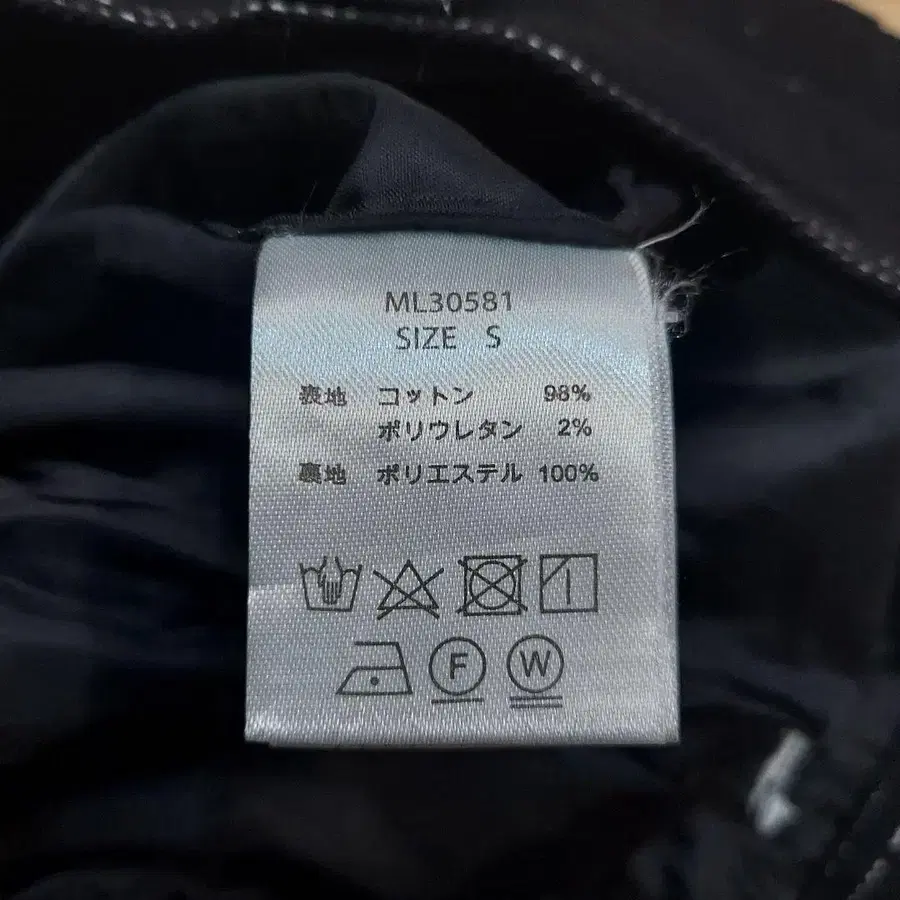 ML30581
SIZE S
表地 コットン 98%
ポリウレタン 2%
裏地 ポリエステル 100%
F W